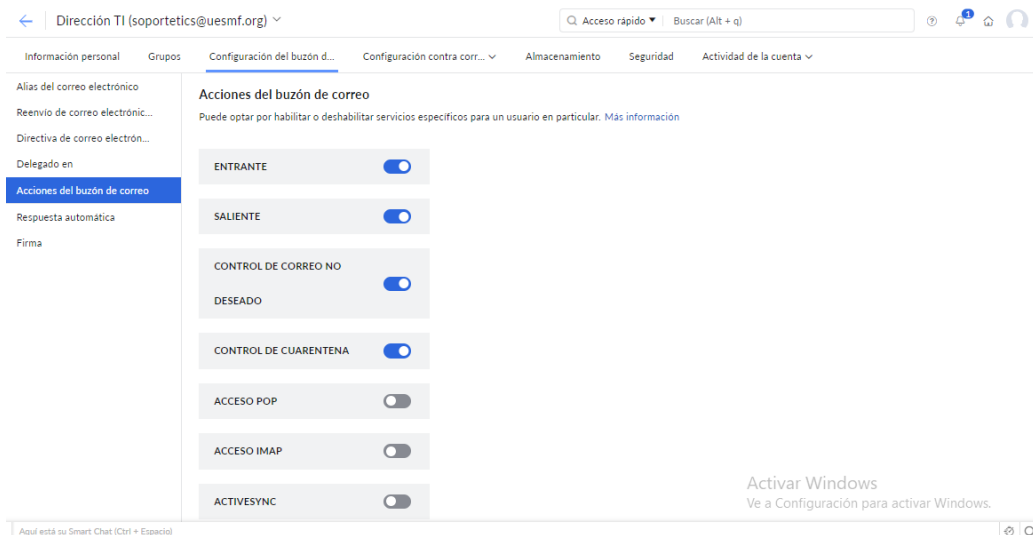 Dirección TI (soportetics@uesmf.org)
Acceso rápido
Buscar (Alt + q)
1
Información personal
Grupos
Configuración del buzón d...
Configuración contra corr...
Almacenamiento
Seguridad
Actividad de la cuenta
Alias del correo electrónico
Reenvío de correo electrónic...
Directiva de correo electrón...
Delegado en
Acciones del buzón de correo
Respuesta automática
Firma
Acciones del buzón de correo
Puede optar por habilitar o deshabilitar servicios específicos para un usuario en particular. Más información
ENTRANTE
SALIENTE
CONTROL DE CORREO NO
DESEADO
CONTROL DE CUARENTENA
ACCESO POP
ACCESO IMAP
ACTIVESYNC
Activar Windows
Ve a Configuración para activar Windows.
Aquí está su Smart Chat (Ctrl + Espacio)